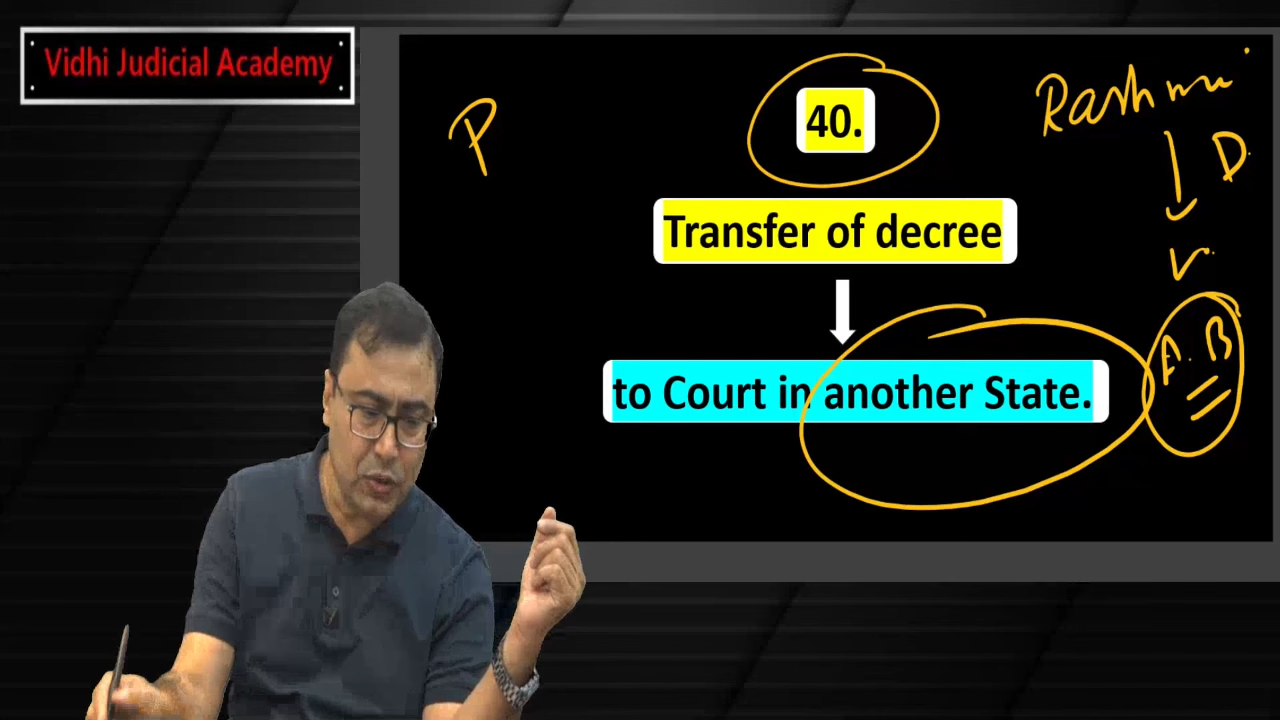 Vidhi Judicial Academy
P
40.
Rashmi
D
Transfer of decree
V
to Court in another State.
A. B